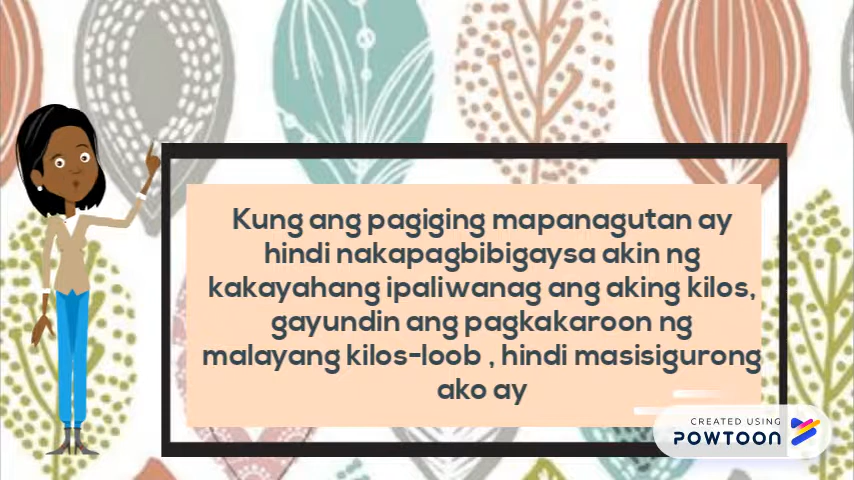 Kung ang pagiging mapanagutan ay
hindi nakapagbibigaysa akin ng
kakayahang ipaliwanag ang aking kilos,
gayundin ang pagkakaroon ng
malayang kilos-loob , hindi masisigurong
ako ay
CREATED USING
POWTOON